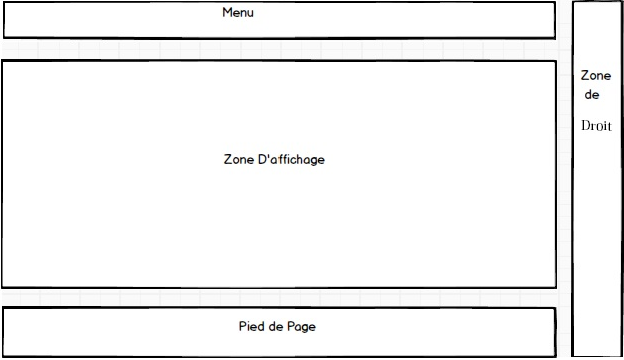 Menu
Zone D'affichage
Pied de Page
Zone
de
Droit